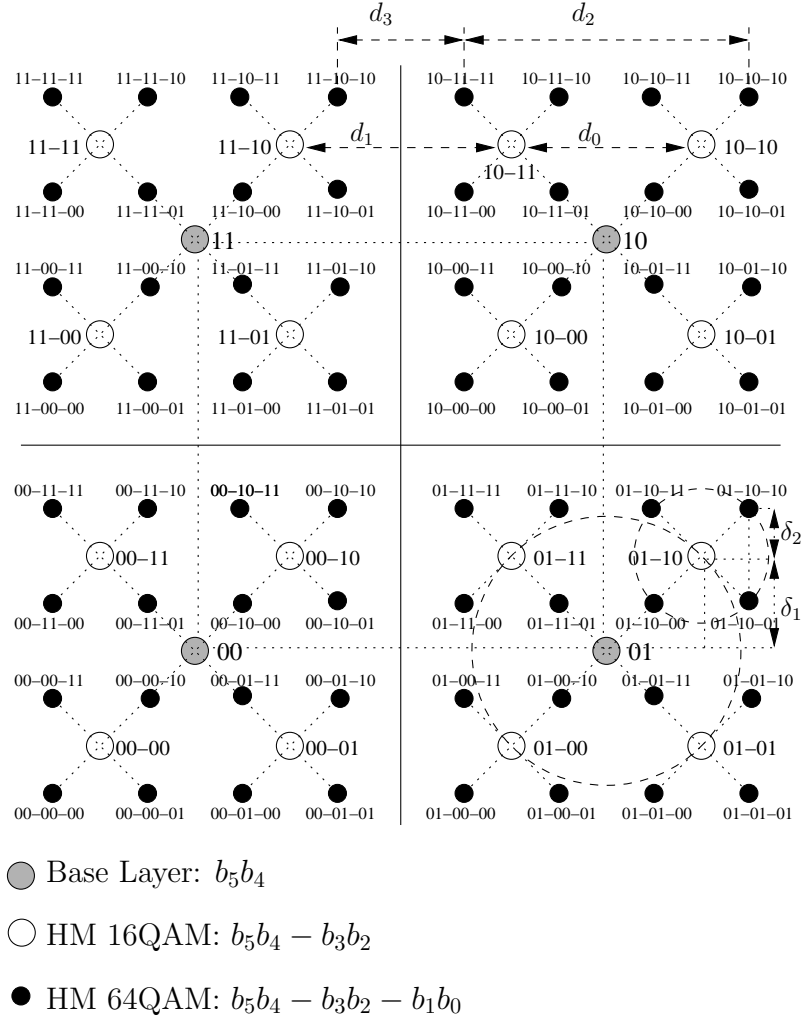 d₃ d₂
11–11–11 11–11–10 11–10–11 11–10–10 10–11–11 10–11–10 10–10–11 10–10–10
11–11 11–10 d₁ d₀ 10–10
10–11
11–11–00 11–11–01 11–10–00 11–10–01 10–11–00 10–11–01 10–10–00 10–10–01
11 10
11–00–11 11–00–10 11–01–11 11–01–10 10–00–11 10–00–10 10–01–11 10–01–10
11–00 11–01 10–00 10–01
11–00–00 11–00–01 11–01–00 11–01–01 10–00–00 10–00–01 10–01–00 10–01–01
00–11–11 00–11–10 00–10–11 00–10–10 01–11–11 01–11–10 01–10–11 01–10–10
δ₂
00–11 00–10 01–11 01–10
δ₁
00–11–00 00–11–01 00–10–00 00–10–01 01–11–00 01–11–01 01–10–00 01–10–01
00 01
00–00–11 00–00–10 00–01–11 00–01–10 01–00–11 01–00–10 01–01–11 01–01–10
00–00 00–01 01–00 01–01
00–00–00 00–00–01 00–01–00 00–01–01 01–00–00 01–00–01 01–01–00 01–01–01
Base Layer: b₅b₄
HM 16QAM: b₅b₄ − b₃b₂
HM 64QAM: b₅b₄ − b₃b₂ − b₁b₀